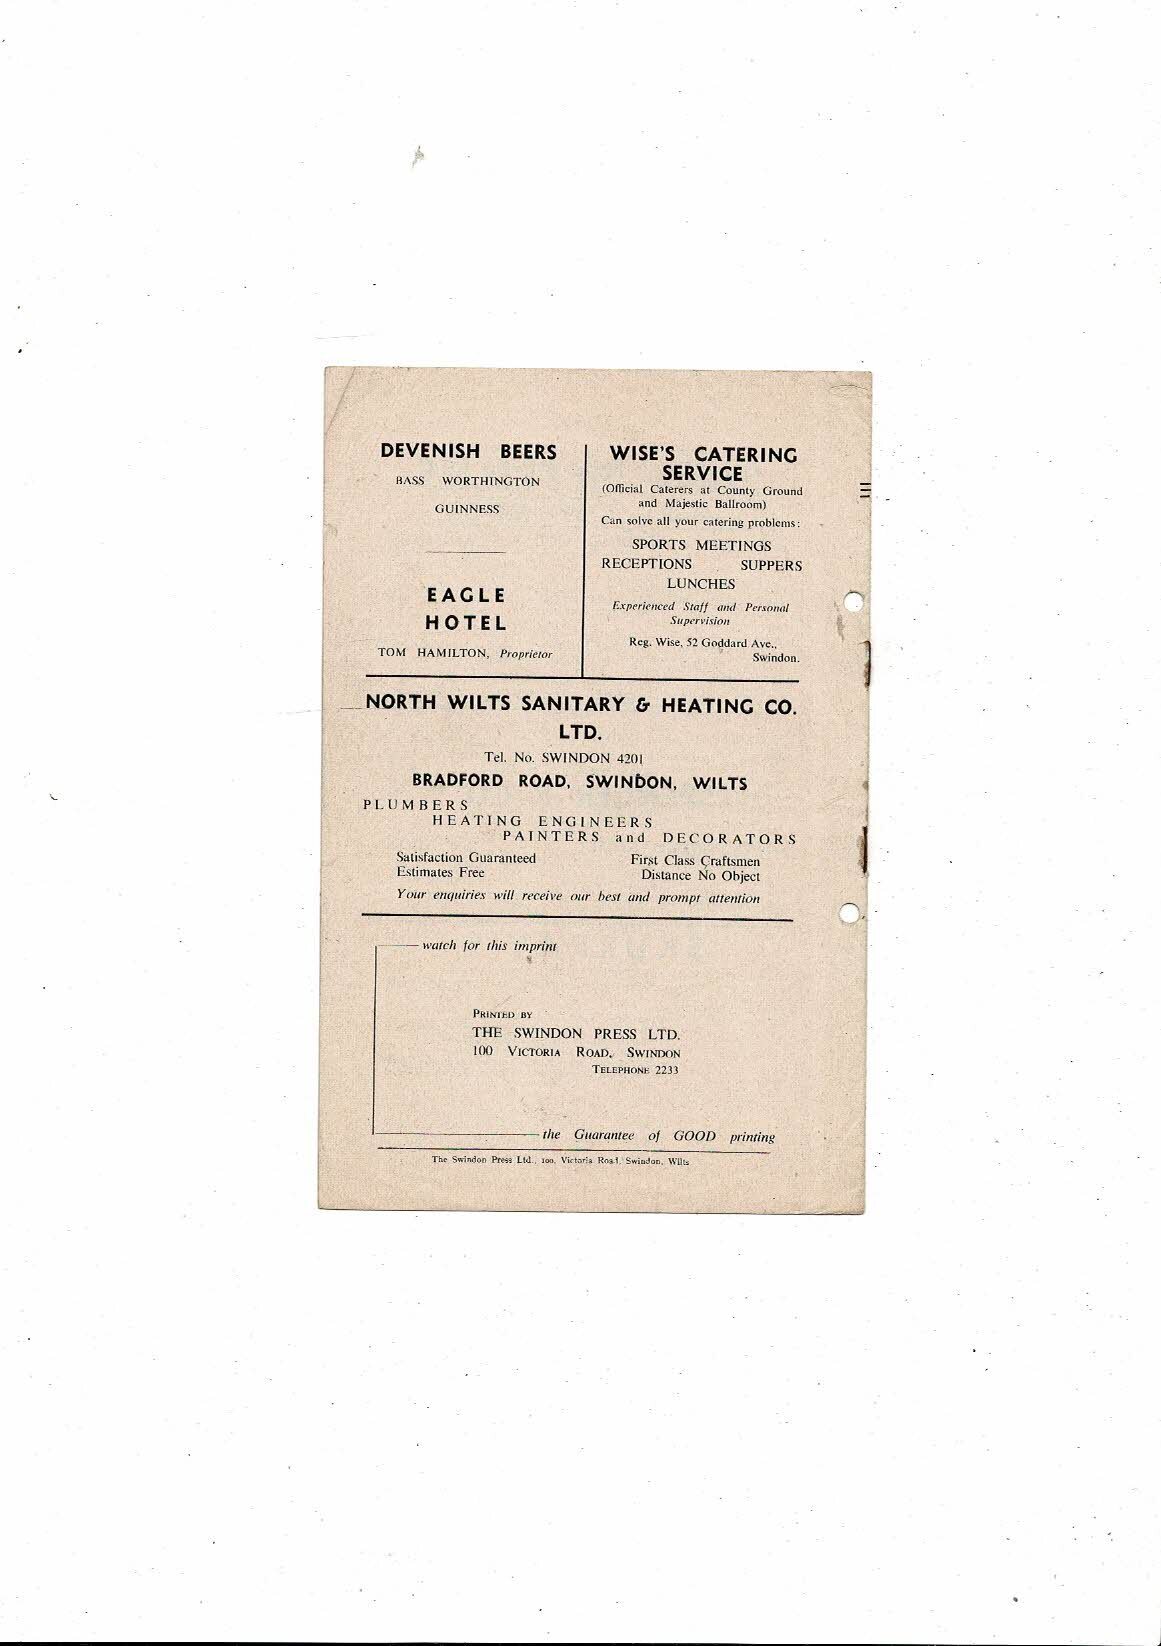 DEVENISH BEERS
BASS WORTHINGTON
GUINNESS
EAGLE
HOTEL
TOM HAMILTON, Proprietor
WISE'S CATERING
SERVICE
(Official Caterers at County Ground
and Majestic Ballroom)
Can solve all your catering problems:
SPORTS MEETINGS
RECEPTIONS SUPPERS
LUNCHES
Experienced Staff and Personal
Supervision
Reg. Wise, 52 Goddard Ave.,
Swindon.
NORTH WILTS SANITARY & HEATING CO.
LTD.
Tel. No. SWINDON 4201
BRADFORD ROAD, SWINDON, WILTS
PLUMBERS
HEATING ENGINEERS
PAINTERS and DECORATORS
Satisfaction Guaranteed First Class Craftsmen
Estimates Free Distance No Object
Your enquiries will receive our best and prompt attention
watch for this imprint
PRINTED BY
THE SWINDON PRESS LTD.
100 VICTORIA ROAD, SWINDON
TELEPHONE 2233
the Guarantee of GOOD printing
The Swindon Press Ltd., 100, Victoria Road, Swindon, Wilts